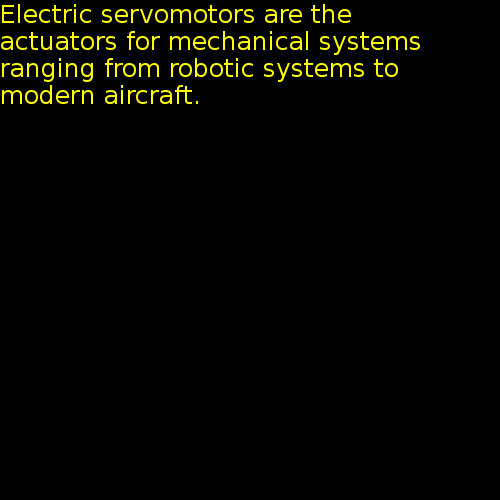 Electric servomotors are the
actuators for mechanical systems
ranging from robotic systems to
modern aircraft.